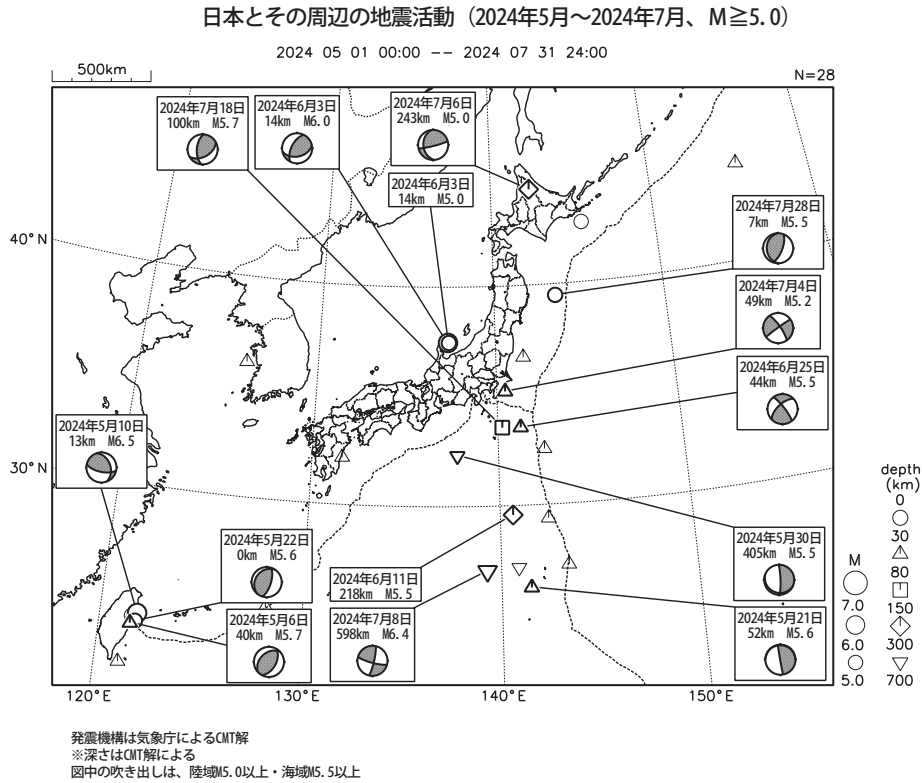 日本とその周辺の地震活動（2024年5月～2024年7月、M≧5.0）
2024 05 01 00:00 -- 2024 07 31 24:00
500km
N=28
2024年7月18日
100km M5.7
2024年6月3日
14km M6.0
2024年7月6日
243km M5.0
2024年6月3日
14km M5.0
2024年7月28日
7km M5.5
2024年7月4日
49km M5.2
2024年6月25日
44km M5.5
2024年5月10日
13km M6.5
2024年5月22日
0km M5.6
2024年5月6日
40km M5.7
2024年6月11日
218km M5.5
2024年7月8日
598km M6.4
2024年5月30日
405km M5.5
2024年5月21日
52km M5.6
40°N
30°N
120°E
130°E
140°E
150°E
M
7.0
6.0
5.0
depth
(km)
0
30
80
150
300
700
発震機構は気象庁によるCMT解
※深さはCMT解による
図中の吹き出しは、陸域M5.0以上・海域M5.5以上